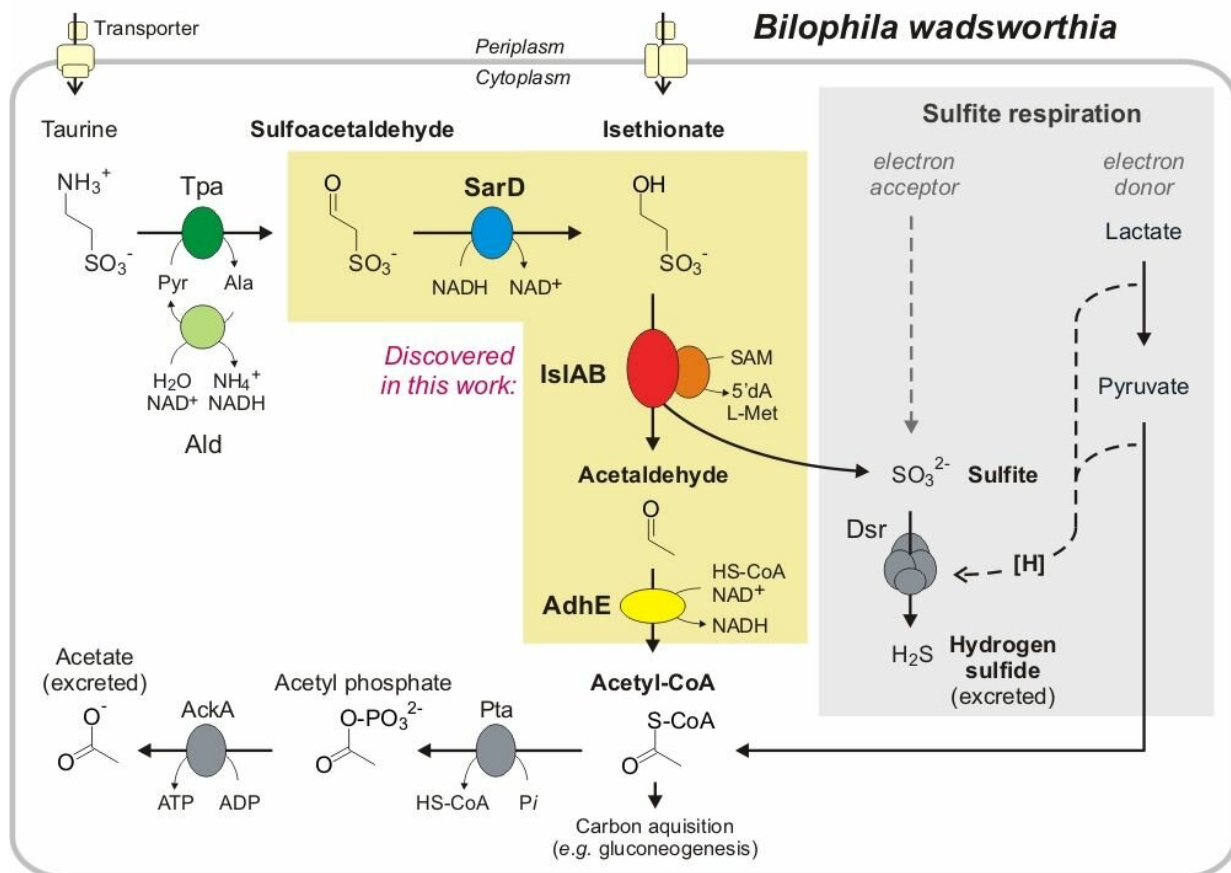 Bilophila wadsworthia
Transporter
Periplasm
Cytoplasm
Taurine
NH₃⁺
SO₃⁻
Tpa
Pyr
Ala
H₂O
NAD⁺
NH₄⁺
NADH
Ald
Sulfoacetaldehyde
O
SO₃⁻
SarD
NADH
NAD⁺
Isethionate
OH
SO₃⁻
Discovered
in this work:
IslAB
SAM
5'dA
L-Met
Acetaldehyde
O
AdhE
HS-CoA
NAD⁺
NADH
Acetyl-CoA
S-CoA
O
Carbon aquisition
(e.g. gluconeogenesis)
Pta
HS-CoA
Pi
Acetyl phosphate
O-PO₃²⁻
O
AckA
ATP
ADP
Acetate
(excreted)
O⁻
O
Sulfite respiration
electron
acceptor
electron
donor
Lactate
Pyruvate
SO₃²⁻
Sulfite
Dsr
[H]
H₂S
Hydrogen
sulfide
(excreted)